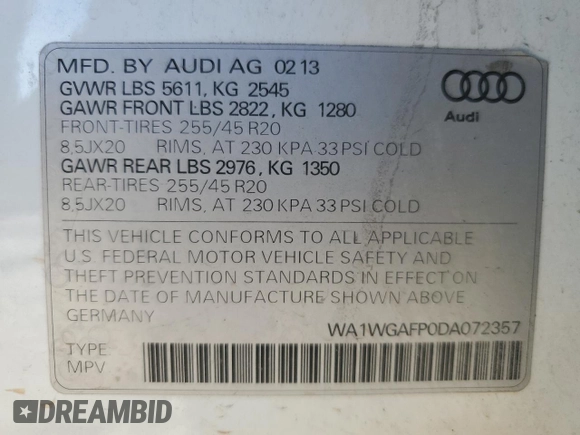 MFD. BY AUDI AG 02 13
GVWR LBS 5611, KG 2545
GAWR FRONT LBS 2822, KG 1280
FRONT-TIRES 255/45 R20
8,5JX20 RIMS, AT 230 KPA 33 PSI COLD
GAWR REAR LBS 2976, KG 1350
REAR-TIRES 255/45 R20
8,5JX20 RIMS, AT 230 KPA 33 PSI COLD
Audi
THIS VEHICLE CONFORMS TO ALL APPLICABLE
U.S. FEDERAL MOTOR VEHICLE SAFETY AND
THEFT PREVENTION STANDARDS IN EFFECT ON
THE DATE OF MANUFACTURE SHOWN ABOVE
GERMANY
WA1WGAFP0DA072357
TYPE
MPV
DREAMBID